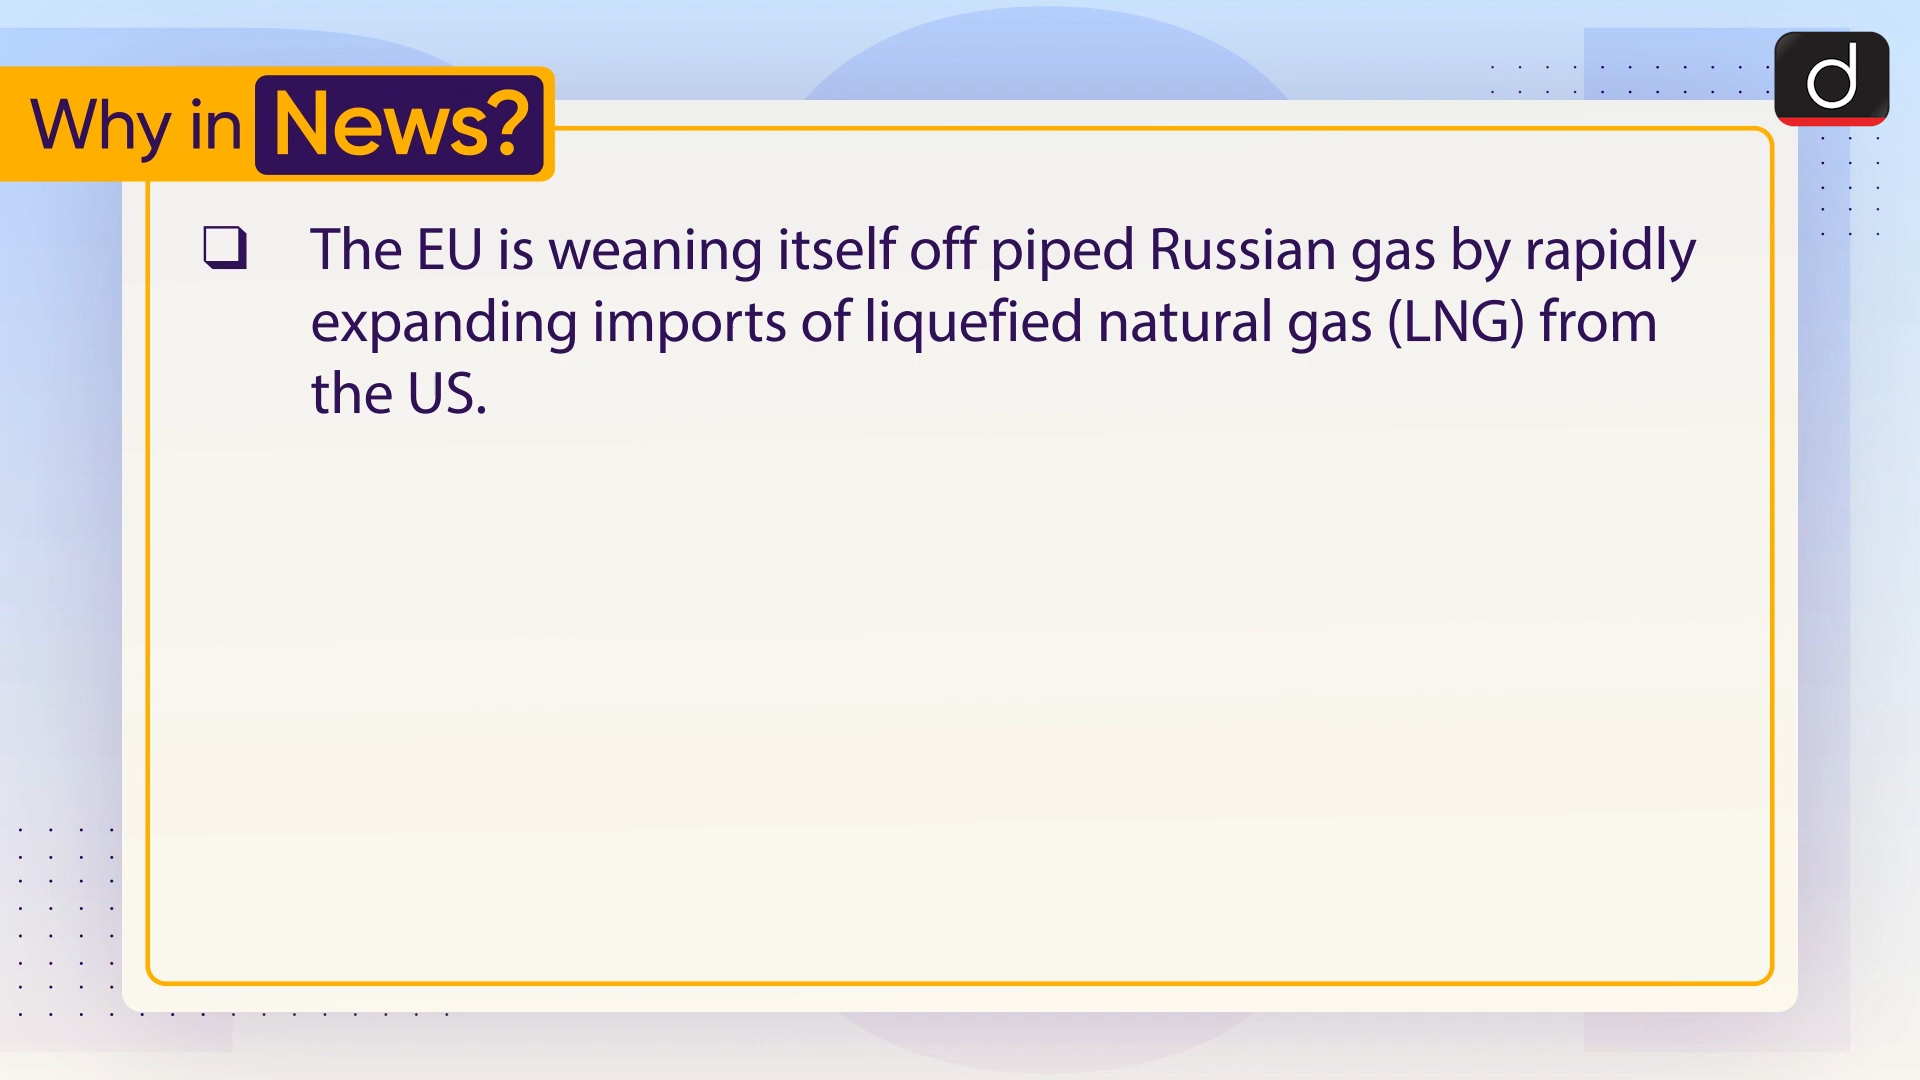 Why in News?
d
❑ The EU is weaning itself off piped Russian gas by rapidly
expanding imports of liquefied natural gas (LNG) from
the US.